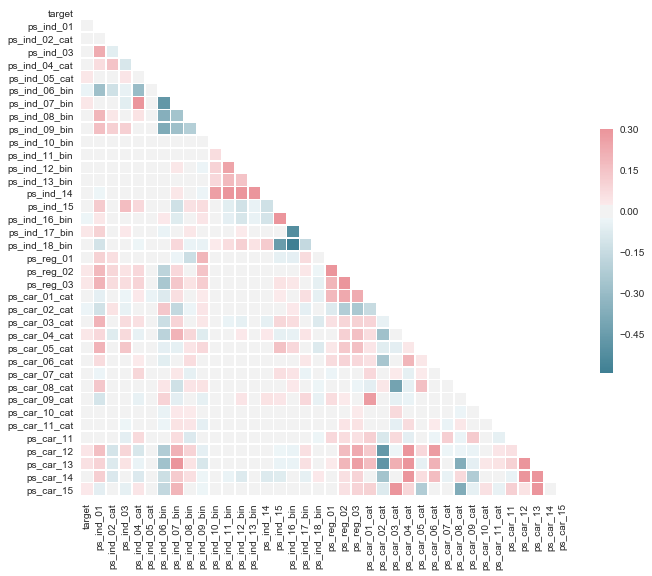 target
ps_ind_01
ps_ind_02_cat
ps_ind_03
ps_ind_04_cat
ps_ind_05_cat
ps_ind_06_bin
ps_ind_07_bin
ps_ind_08_bin
ps_ind_09_bin
ps_ind_10_bin
ps_ind_11_bin
ps_ind_12_bin
ps_ind_13_bin
ps_ind_14
ps_ind_15
ps_ind_16_bin
ps_ind_17_bin
ps_ind_18_bin
ps_reg_01
ps_reg_02
ps_reg_03
ps_car_01_cat
ps_car_02_cat
ps_car_03_cat
ps_car_04_cat
ps_car_05_cat
ps_car_06_cat
ps_car_07_cat
ps_car_08_cat
ps_car_09_cat
ps_car_10_cat
ps_car_11_cat
ps_car_11
ps_car_12
ps_car_13
ps_car_14
ps_car_15
target
ps_ind_01
ps_ind_02_cat
ps_ind_03
ps_ind_04_cat
ps_ind_05_cat
ps_ind_06_bin
ps_ind_07_bin
ps_ind_08_bin
ps_ind_09_bin
ps_ind_10_bin
ps_ind_11_bin
ps_ind_12_bin
ps_ind_13_bin
ps_ind_14
ps_ind_15
ps_ind_16_bin
ps_ind_17_bin
ps_ind_18_bin
ps_reg_01
ps_reg_02
ps_reg_03
ps_car_01_cat
ps_car_02_cat
ps_car_03_cat
ps_car_04_cat
ps_car_05_cat
ps_car_06_cat
ps_car_07_cat
ps_car_08_cat
ps_car_09_cat
ps_car_10_cat
ps_car_11_cat
ps_car_11
ps_car_12
ps_car_13
ps_car_14
ps_car_15
0.30
0.15
0.00
-0.15
-0.30
-0.45